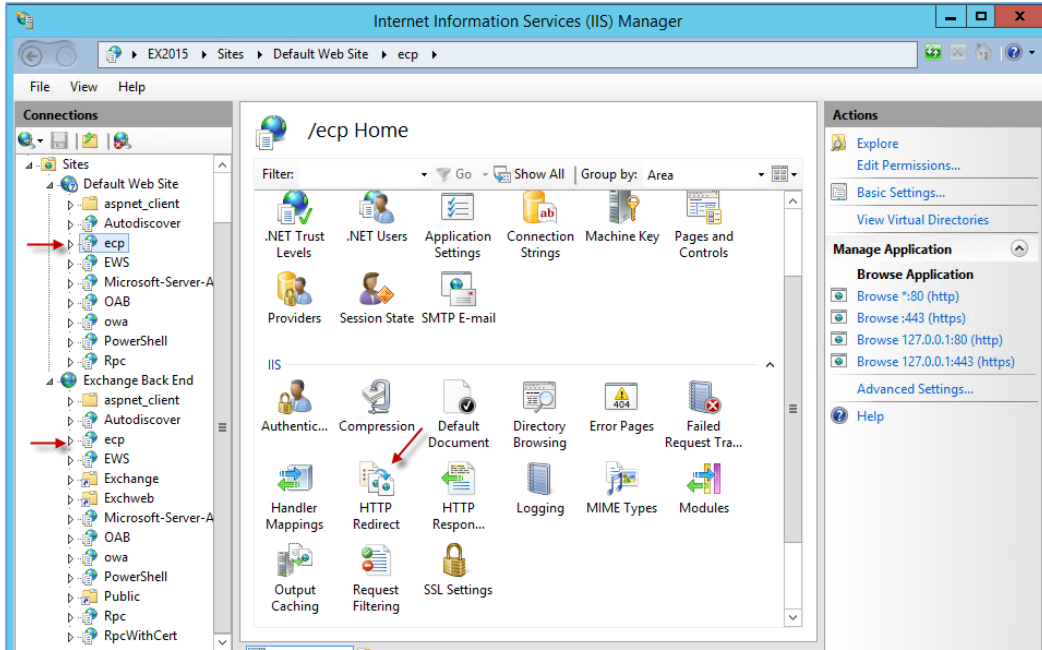 Internet Information Services (IIS) Manager
EX2015 Sites Default Web Site ecp
File View Help
Connections
Sites
Default Web Site
aspnet_client
Autodiscover
ecp
EWS
Microsoft-Server-A
OAB
owa
PowerShell
Rpc
Exchange Back End
aspnet_client
Autodiscover
ecp
EWS
Exchange
Exchweb
Microsoft-Server-A
OAB
owa
PowerShell
Public
Rpc
RpcWithCert
/ecp Home
Filter: Go Show All Group by: Area
.NET Trust Levels
.NET Users
Application Settings
Connection Strings
Machine Key
Pages and Controls
Providers
Session State
SMTP E-mail
IIS
Authentic...
Compression
Default Document
Directory Browsing
Error Pages
Failed Request Tra...
Handler Mappings
HTTP Redirect
HTTP Respon...
Logging
MIME Types
Modules
Output Caching
Request Filtering
SSL Settings
Actions
Explore
Edit Permissions...
Basic Settings...
View Virtual Directories
Manage Application
Browse Application
Browse *:80 (http)
Browse :443 (https)
Browse 127.0.0.1:80 (http)
Browse 127.0.0.1:443 (https)
Advanced Settings...
Help